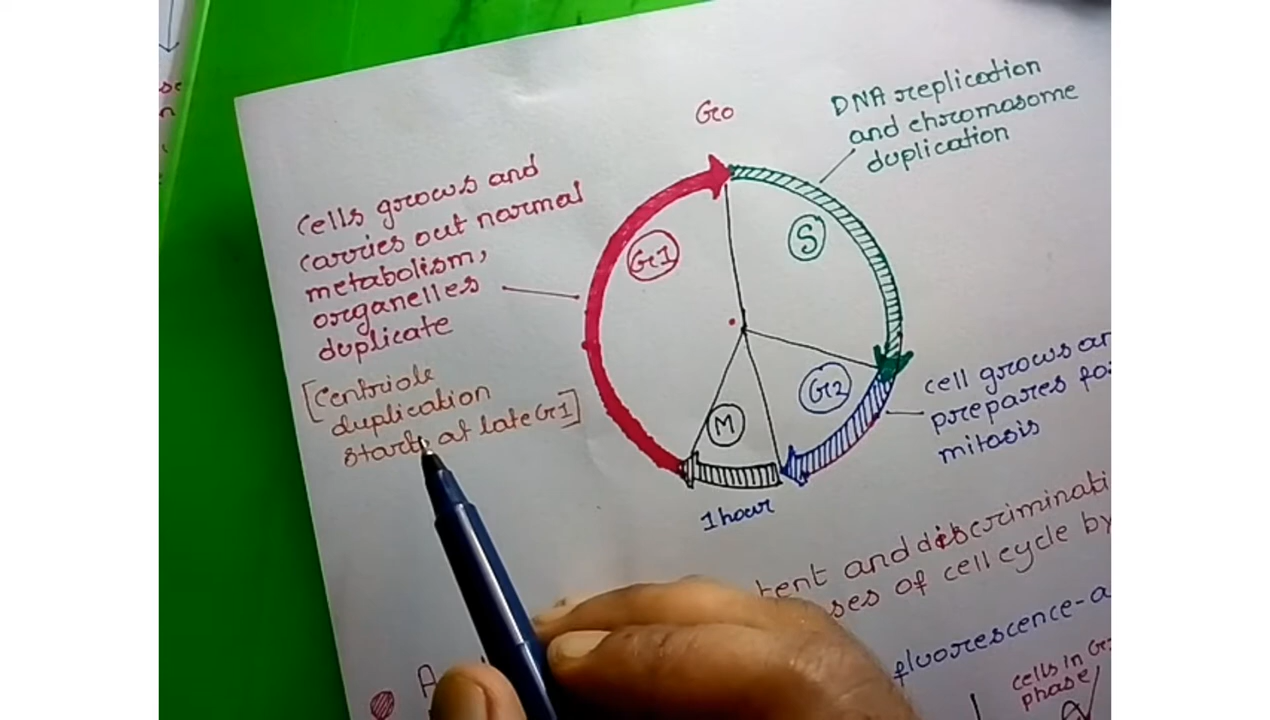 G0
DNA replication
and chromasome
duplication
Cells grows and
carries out normal
metabolism,
organelles
duplicate
[Centriole
duplication
starts at late G1]
G1
S
G2
M
cell grows an
prepares fo
mitosis
1 hour
tent and discriminati
ses of cell cycle by
fluorescence-a
cells in G2
phase
A